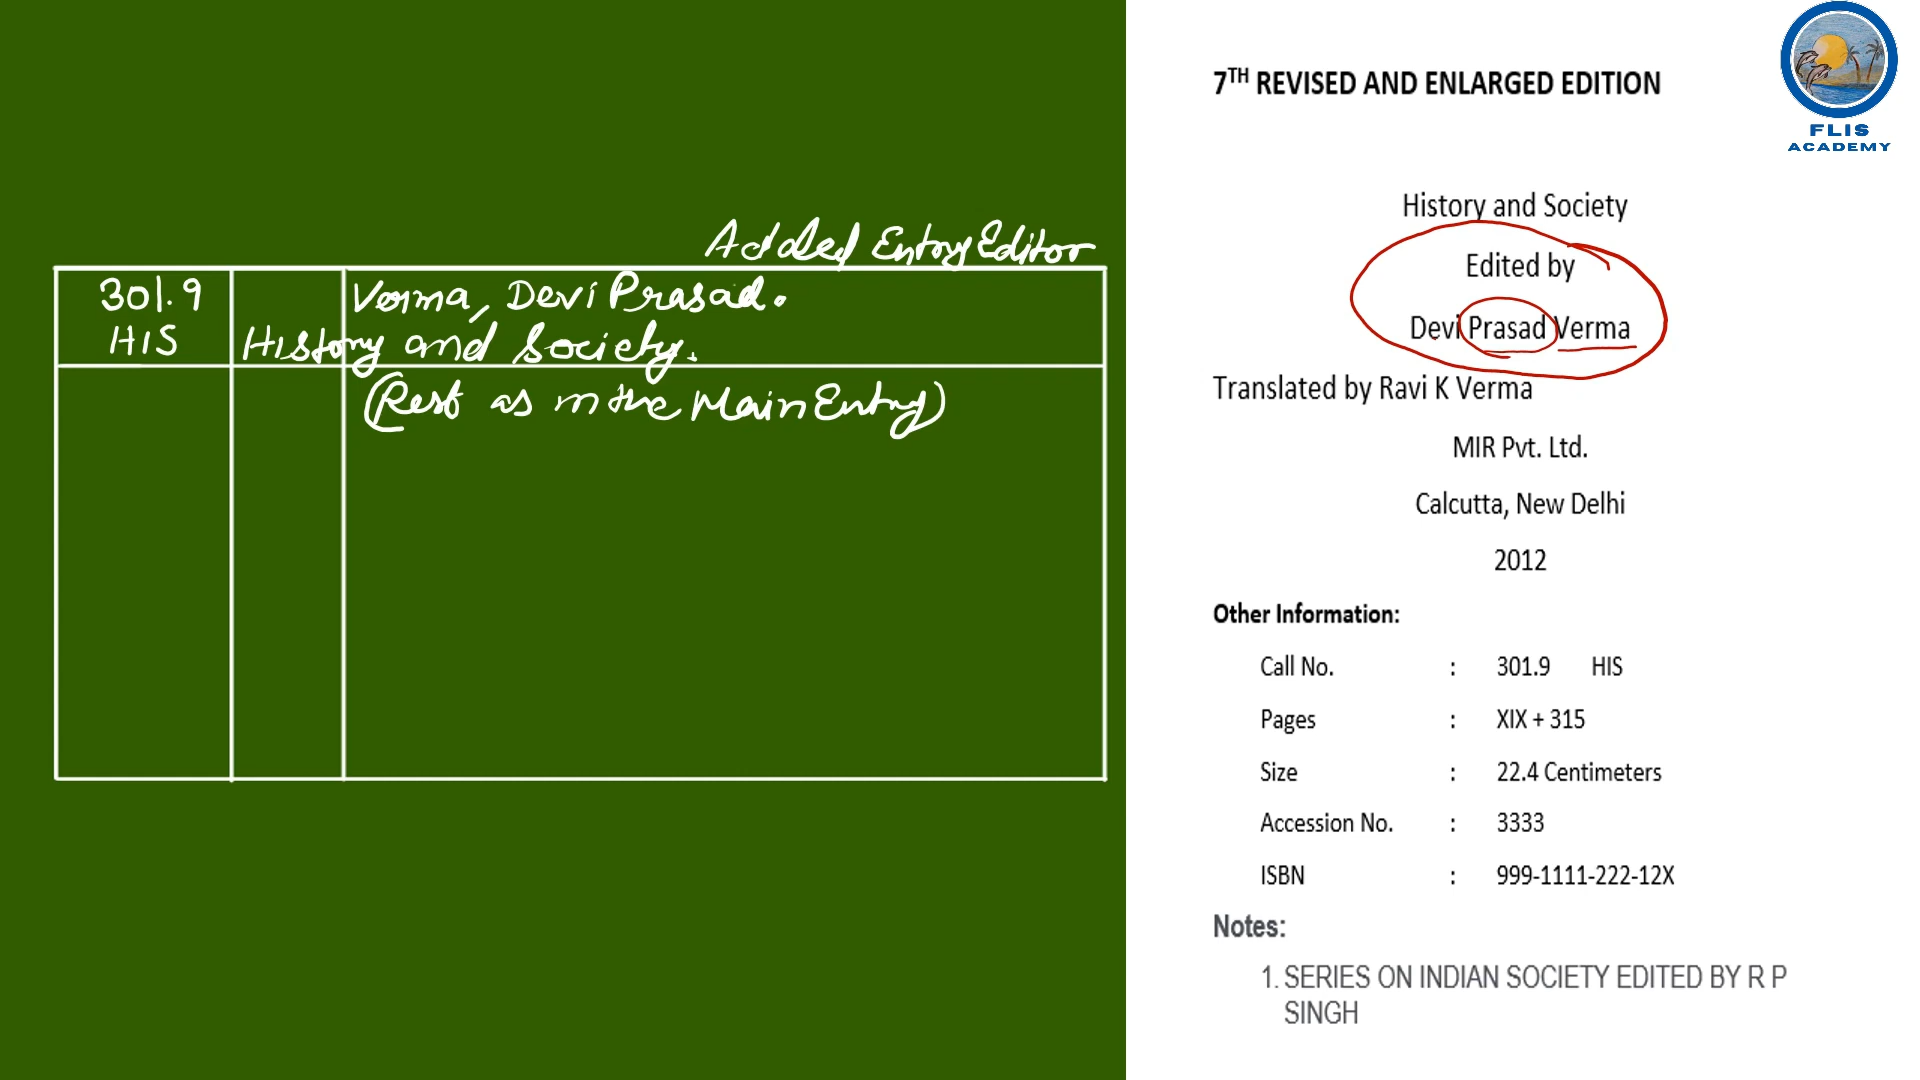 Added Entry Editor
301.9
HIS
Verma, Devi Prasad.
History and Society.
(Rest as in the Main Entry)
7TH REVISED AND ENLARGED EDITION
FLIS
ACADEMY
History and Society
Edited by
Devi Prasad Verma
Translated by Ravi K Verma
MIR Pvt. Ltd.
Calcutta, New Delhi
2012
Other Information:
Call No. : 301.9 HIS
Pages : XIX + 315
Size : 22.4 Centimeters
Accession No. : 3333
ISBN : 999-1111-222-12X
Notes:
1. SERIES ON INDIAN SOCIETY EDITED BY R P
SINGH